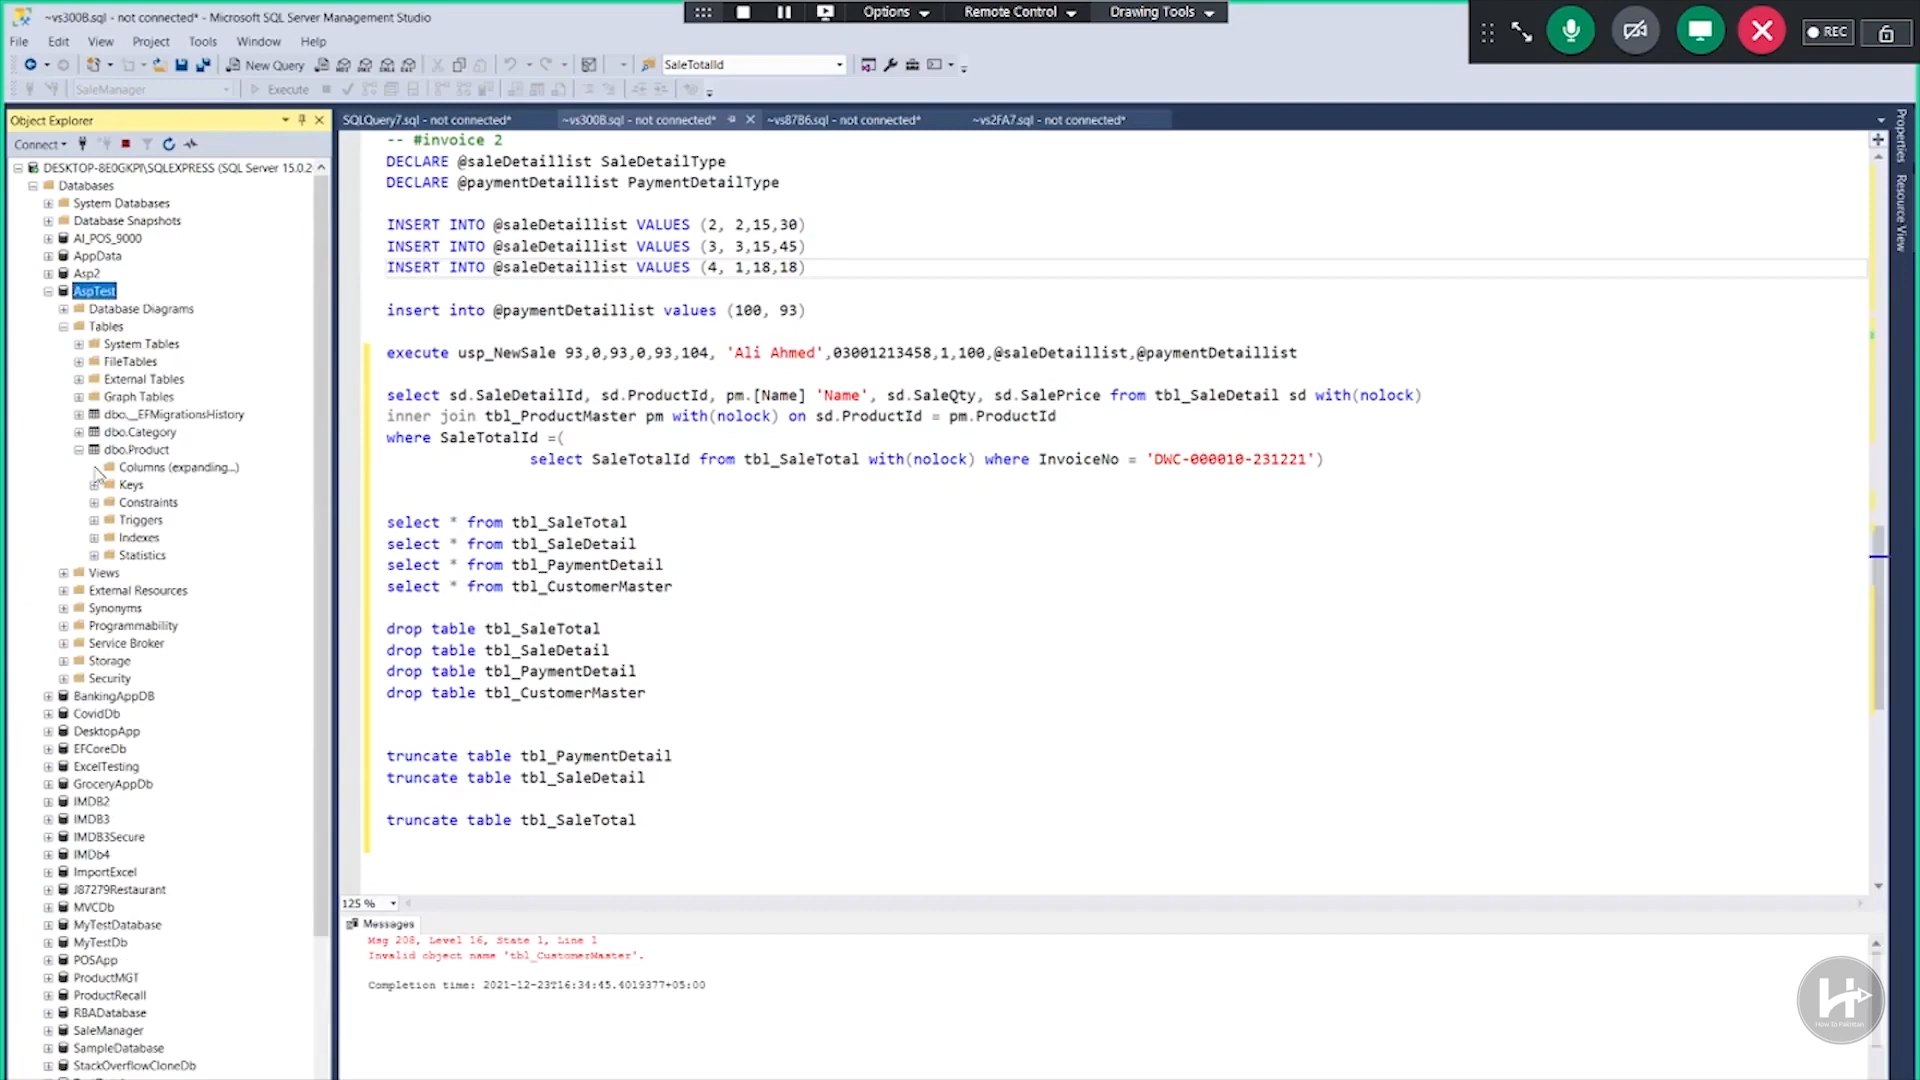 ~vs300B.sql - not connected* - Microsoft SQL Server Management Studio
Options
Remote Control
Drawing Tools
REC
File Edit View Project Tools Window Help
New Query
SaleTotalId
SaleManager
Execute
Object Explorer
SQLQuery7.sql - not connected*
~vs300B.sql - not connected*
~vs87B6.sql - not connected*
~vs2FA7.sql - not connected*
Properties
Resource View
Connect
DESKTOP-8E0GKPI\SQLEXPRESS (SQL Server 15.0.2
Databases
System Databases
Database Snapshots
AI_POS_9000
AppData
Asp2
AspTest
Database Diagrams
Tables
System Tables
FileTables
External Tables
Graph Tables
dbo.__EFMigrationsHistory
dbo.Category
dbo.Product
Columns (expanding...)
Keys
Constraints
Triggers
Indexes
Statistics
Views
External Resources
Synonyms
Programmability
Service Broker
Storage
Security
BankingAppDB
CovidDb
DesktopApp
EFCoreDb
ExcelTesting
GroceryAppDb
IMDB2
IMDB3
IMDB3Secure
IMDb4
ImportExcel
J87279Restaurant
MVCDb
MyTestDatabase
MyTestDb
POSApp
ProductMGT
ProductRecall
RBADatabase
SaleManager
SampleDatabase
StackOverflowCloneDb
-- #invoice 2
DECLARE @saleDetaillist SaleDetailType
DECLARE @paymentDetaillist PaymentDetailType
INSERT INTO @saleDetaillist VALUES (2, 2,15,30)
INSERT INTO @saleDetaillist VALUES (3, 3,15,45)
INSERT INTO @saleDetaillist VALUES (4, 1,18,18)
insert into @paymentDetaillist values (100, 93)
execute usp_NewSale 93,0,93,0,93,104, 'Ali Ahmed',03001213458,1,100,@saleDetaillist,@paymentDetaillist
select sd.SaleDetailId, sd.ProductId, pm.[Name] 'Name', sd.SaleQty, sd.SalePrice from tbl_SaleDetail sd with(nolock)
inner join tbl_ProductMaster pm with(nolock) on sd.ProductId = pm.ProductId
where SaleTotalId =(
select SaleTotalId from tbl_SaleTotal with(nolock) where InvoiceNo = 'DWC-000010-231221')
select * from tbl_SaleTotal
select * from tbl_SaleDetail
select * from tbl_PaymentDetail
select * from tbl_CustomerMaster
drop table tbl_SaleTotal
drop table tbl_SaleDetail
drop table tbl_PaymentDetail
drop table tbl_CustomerMaster
truncate table tbl_PaymentDetail
truncate table tbl_SaleDetail
truncate table tbl_SaleTotal
125 %
Messages
Msg 208, Level 16, State 1, Line 1
Invalid object name 'tbl_CustomerMaster'.
Completion time: 2021-12-23T16:34:45.4019377+05:00
How To Pakistan